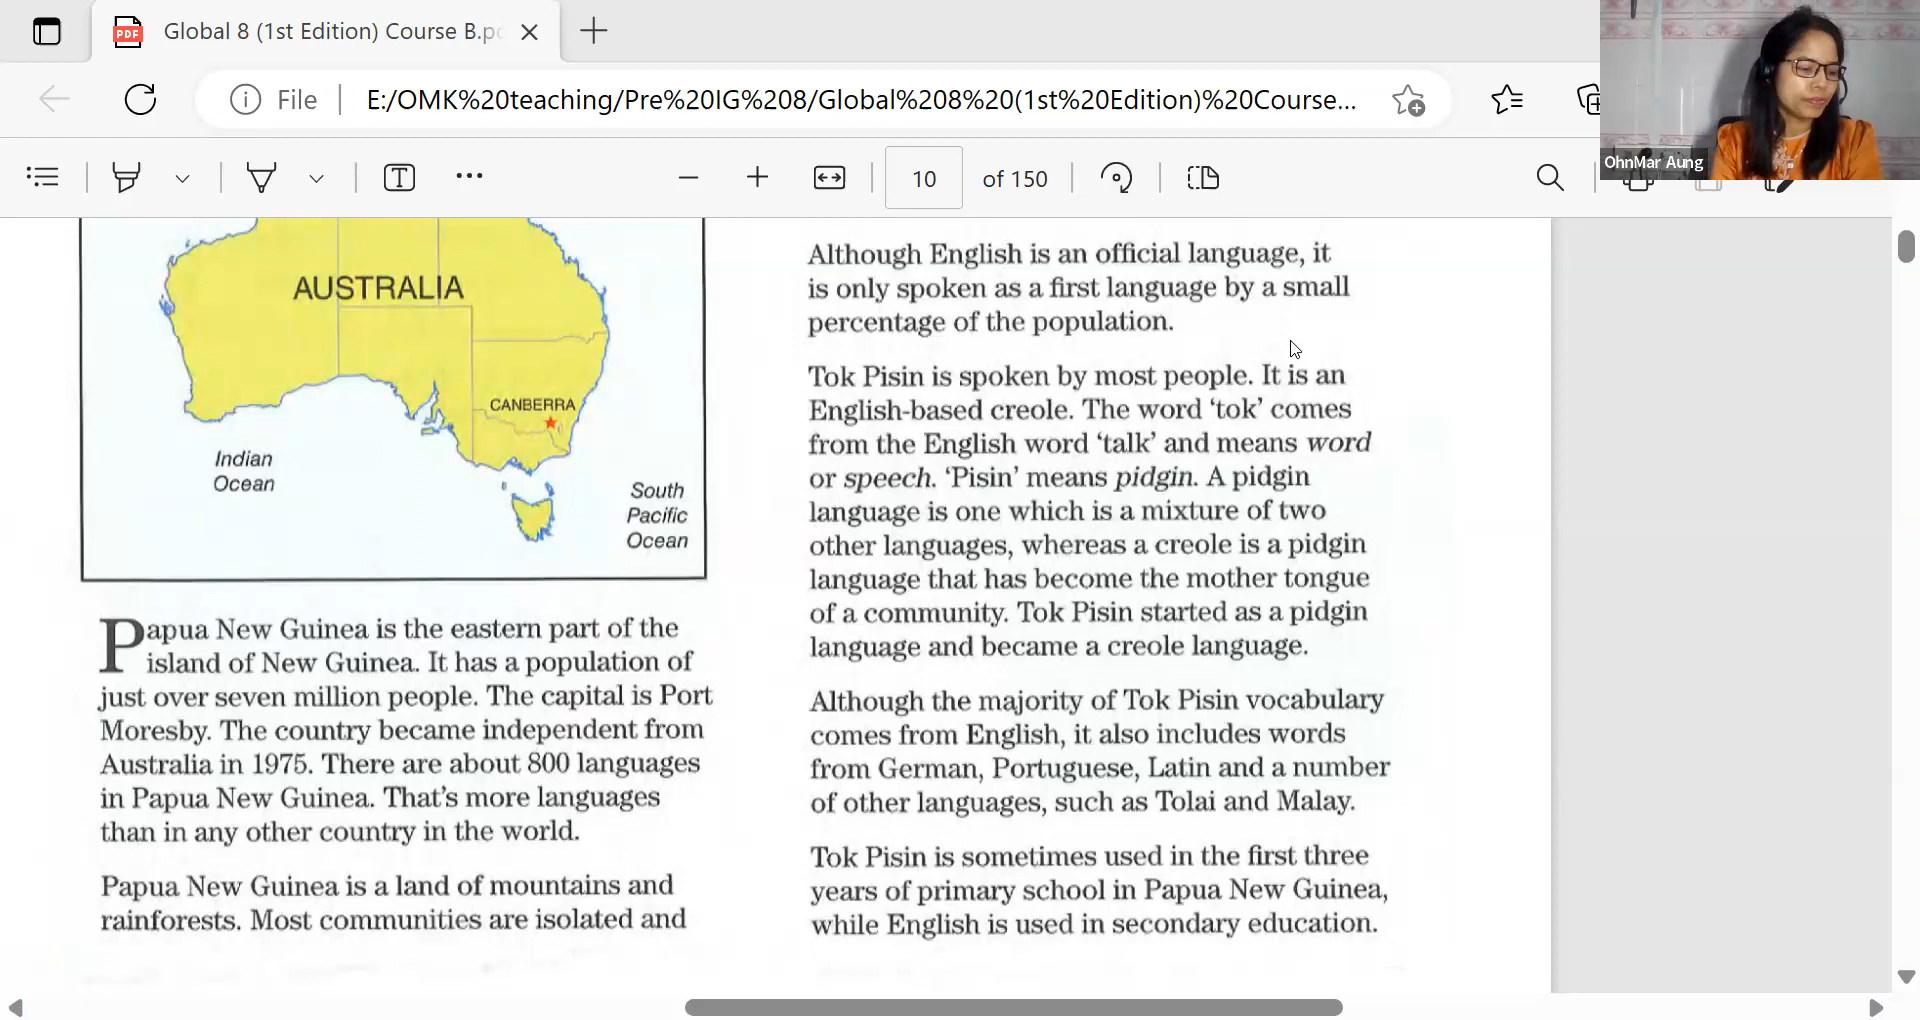 Global 8 (1st Edition) Course B.p
File
E:/OMK%20teaching/Pre%20IG%208/Global%208%20(1st%20Edition)%20Course...
OhnMar Aung
10
of 150
AUSTRALIA
CANBERRA
Indian
Ocean
South
Pacific
Ocean
Papua New Guinea is the eastern part of the
island of New Guinea. It has a population of
just over seven million people. The capital is Port
Moresby. The country became independent from
Australia in 1975. There are about 800 languages
in Papua New Guinea. That's more languages
than in any other country in the world.
Papua New Guinea is a land of mountains and
rainforests. Most communities are isolated and
Although English is an official language, it
is only spoken as a first language by a small
percentage of the population.
Tok Pisin is spoken by most people. It is an
English-based creole. The word ‘tok’ comes
from the English word ‘talk’ and means word
or speech. ‘Pisin’ means pidgin. A pidgin
language is one which is a mixture of two
other languages, whereas a creole is a pidgin
language that has become the mother tongue
of a community. Tok Pisin started as a pidgin
language and became a creole language.
Although the majority of Tok Pisin vocabulary
comes from English, it also includes words
from German, Portuguese, Latin and a number
of other languages, such as Tolai and Malay.
Tok Pisin is sometimes used in the first three
years of primary school in Papua New Guinea,
while English is used in secondary education.